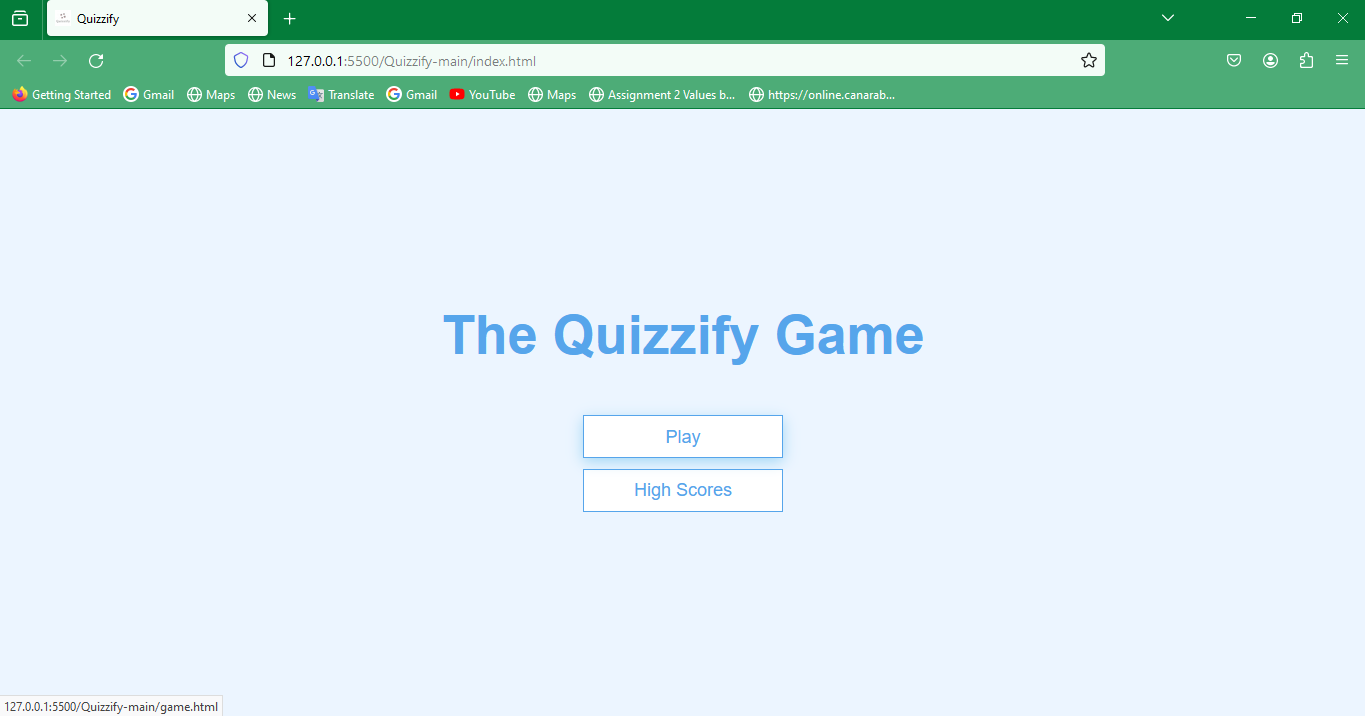 Quizzify
127.0.0.1:5500/Quizzify-main/index.html
Getting Started Gmail Maps News Translate Gmail YouTube Maps Assignment 2 Values b... https://online.canarab...
The Quizzify Game
Play
High Scores
127.0.0.1:5500/Quizzify-main/game.html